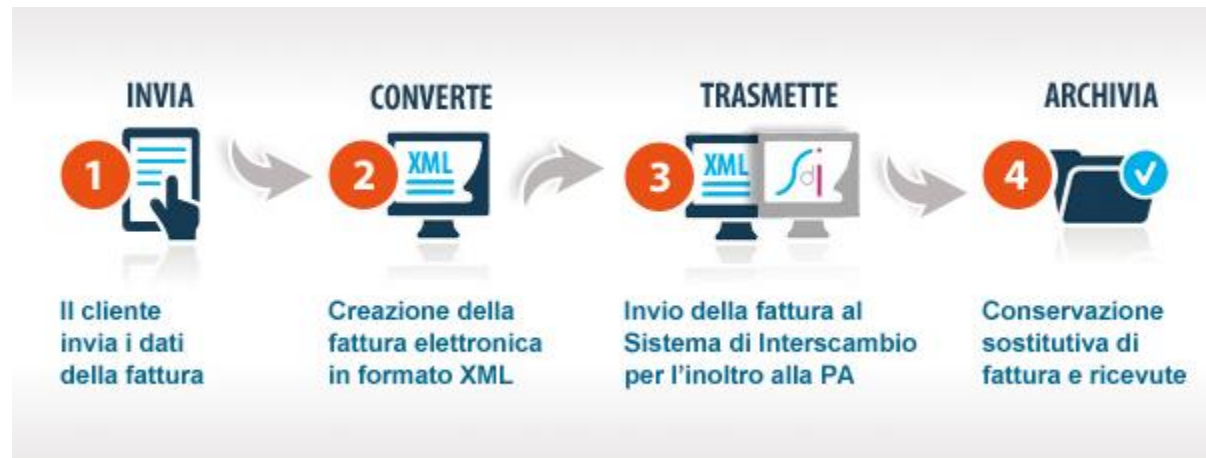 INVIA
1
Il cliente
invia i dati
della fattura
CONVERTE
2
XML
Creazione della
fattura elettronica
in formato XML
TRASMETTE
3
XML
Sdi
Invio della fattura al
Sistema di Interscambio
per l'inoltro alla PA
ARCHIVIA
4
Conservazione
sostitutiva di
fattura e ricevute